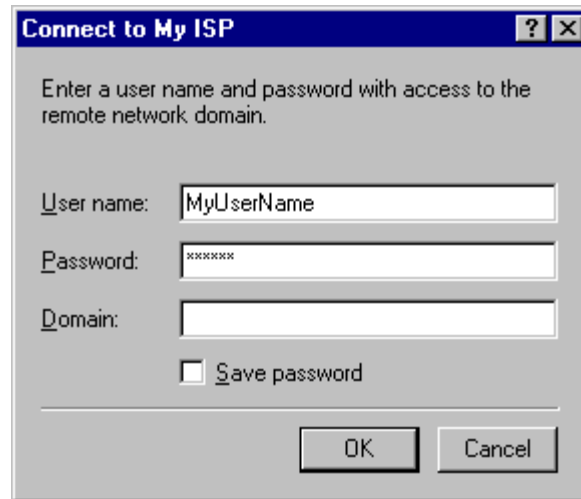 Connect to My ISP
Enter a user name and password with access to the
remote network domain.
User name: MyUserName
Password: ******
Domain:
Save password
OK Cancel